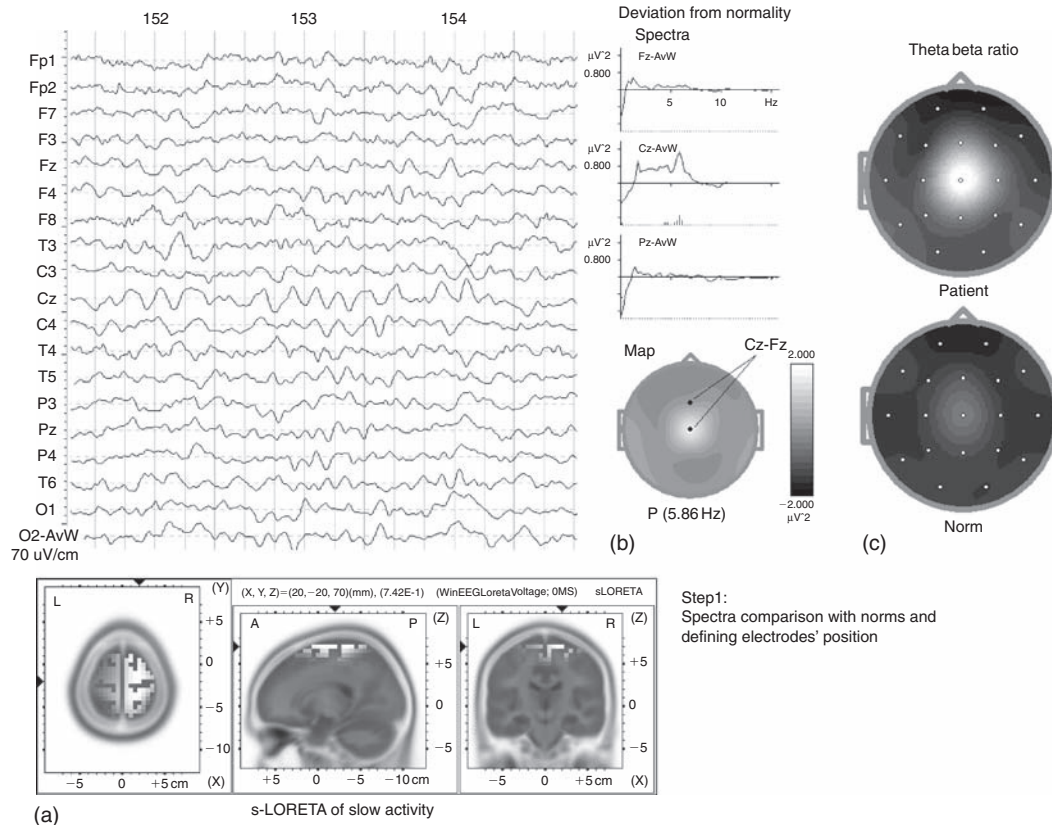 152 153 154
Fp1
Fp2
F7
F3
Fz
F4
F8
T3
C3
Cz
C4
T4
T5
P3
Pz
P4
T6
O1
O2-AvW
70 uV/cm
Deviation from normality
Spectra
μV^2
0.800
Fz-AvW
5 10 Hz
μV^2
0.800
Cz-AvW
μV^2
0.800
Pz-AvW
Map
Cz-Fz
2.000
−2.000
μV^2
P (5.86 Hz)
(b)
Theta beta ratio
Patient
Norm
(c)
L R (Y)
+5
0
−5
−10
−5 0 +5 cm (X)
(X, Y, Z)=(20,−20, 70)(mm), (7.42E-1) (WinEEGLoretaVoltage; 0MS) sLORETA
A P (Z)
+5
0
−5
+5 0 −5 −10 cm
L R (Z)
+5
0
−5
−5 0 +5 cm (X)
(a)
s-LORETA of slow activity
Step1:
Spectra comparison with norms and
defining electrodes' position